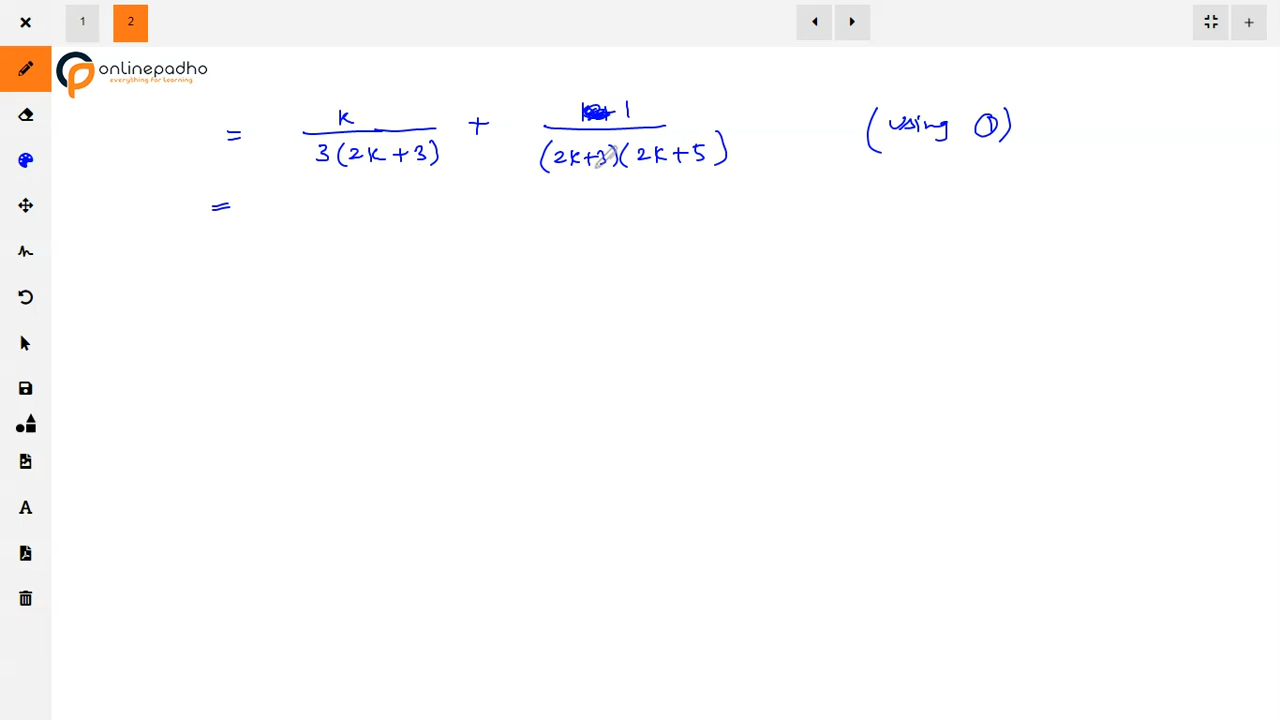 1 2
onlinepadho
everything for learning
= k / 3(2k+3) + 1 / (2k+3)(2k+5) (using ①)
=
A